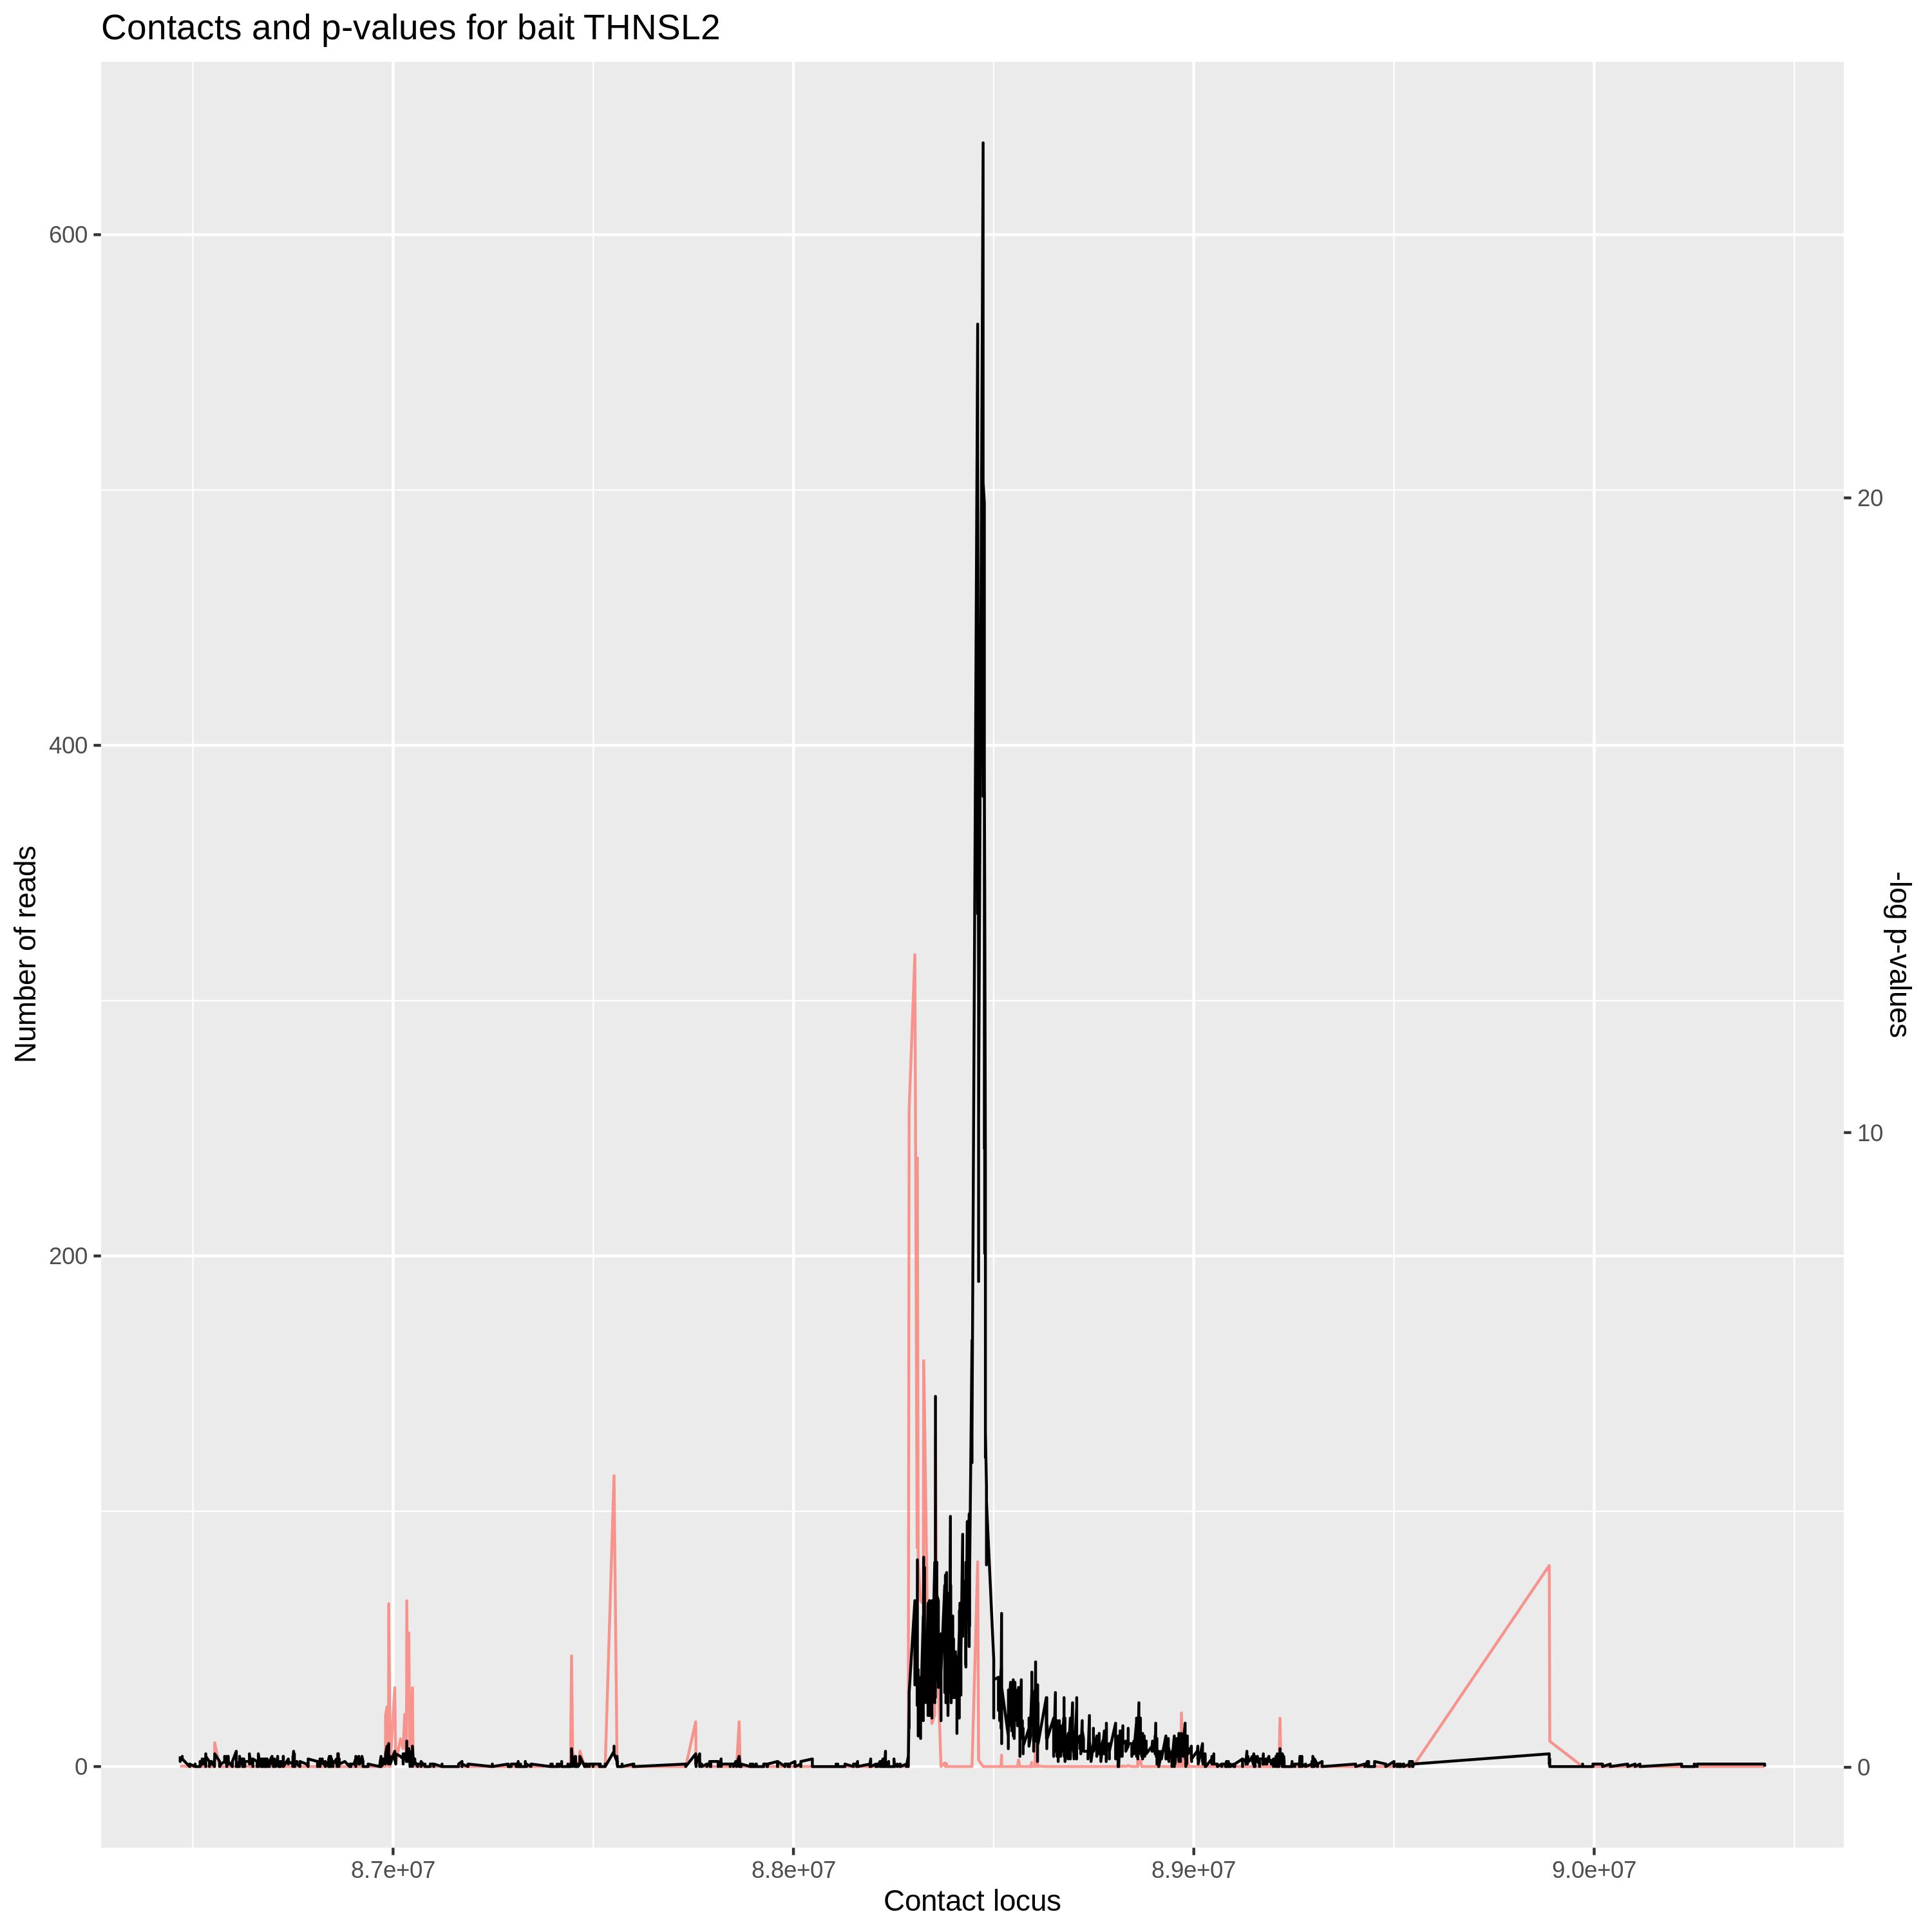 Contacts and p-values for bait THNSL2
Number of reads
600
400
200
0
-log p-values
20
10
0
8.7e+07
8.8e+07
8.9e+07
9.0e+07
Contact locus